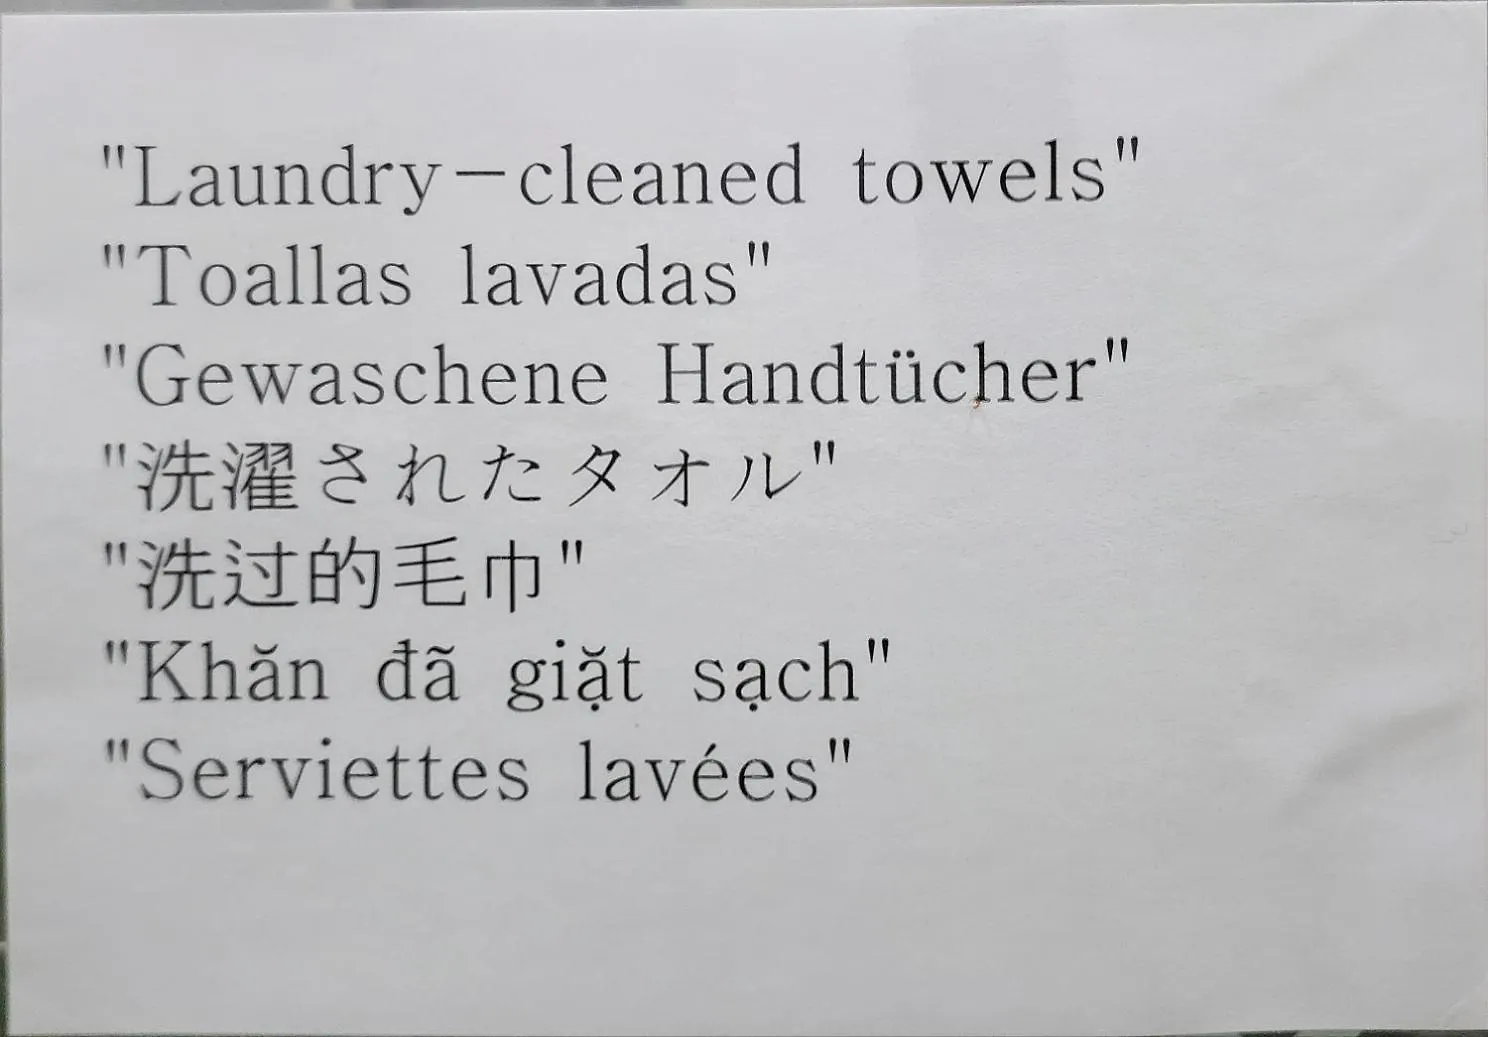 "Laundry-cleaned towels"
"Toallas lavadas"
"Gewaschene Handtücher"
"洗濯されたタオル"
"洗过的毛巾"
"Khăn đã giặt sạch"
"Serviettes lavées"